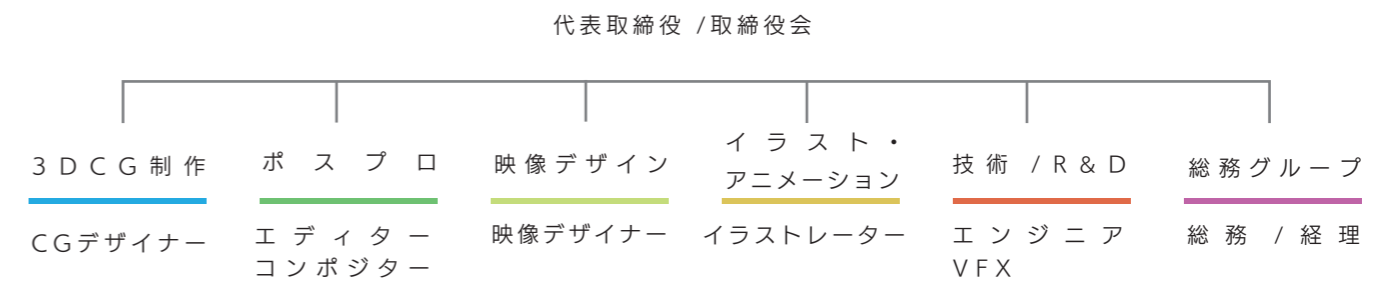 代表取締役 /取締役会
3DCG制作
CGデザイナー
ポスプロ
エディター
コンポジター
映像デザイン
映像デザイナー
イラスト・
アニメーション
イラストレーター
技術 /R&D
エンジニア
VFX
総務グループ
総務 /経理